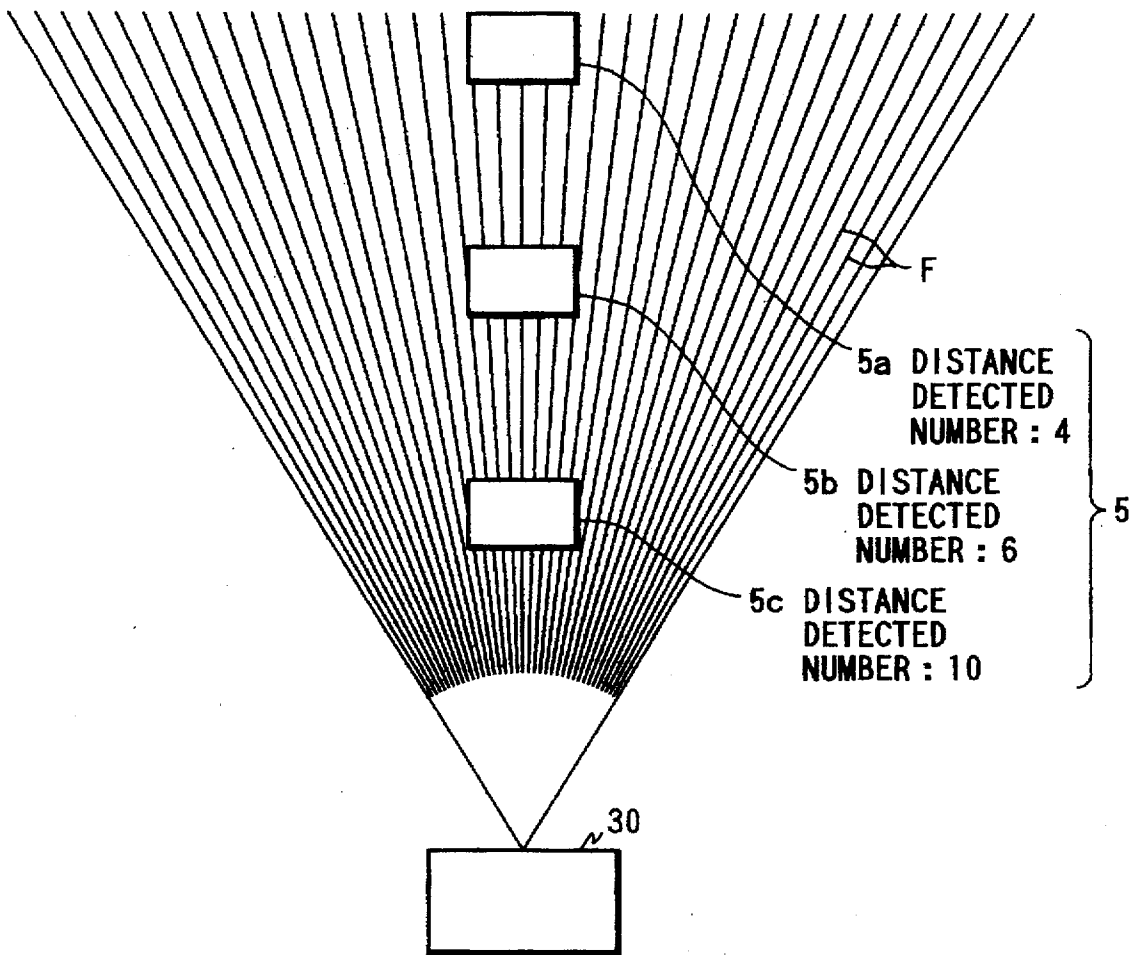 F
5a DISTANCE
DETECTED
NUMBER : 4
5b DISTANCE
DETECTED
NUMBER : 6
5
5c DISTANCE
DETECTED
NUMBER : 10
30